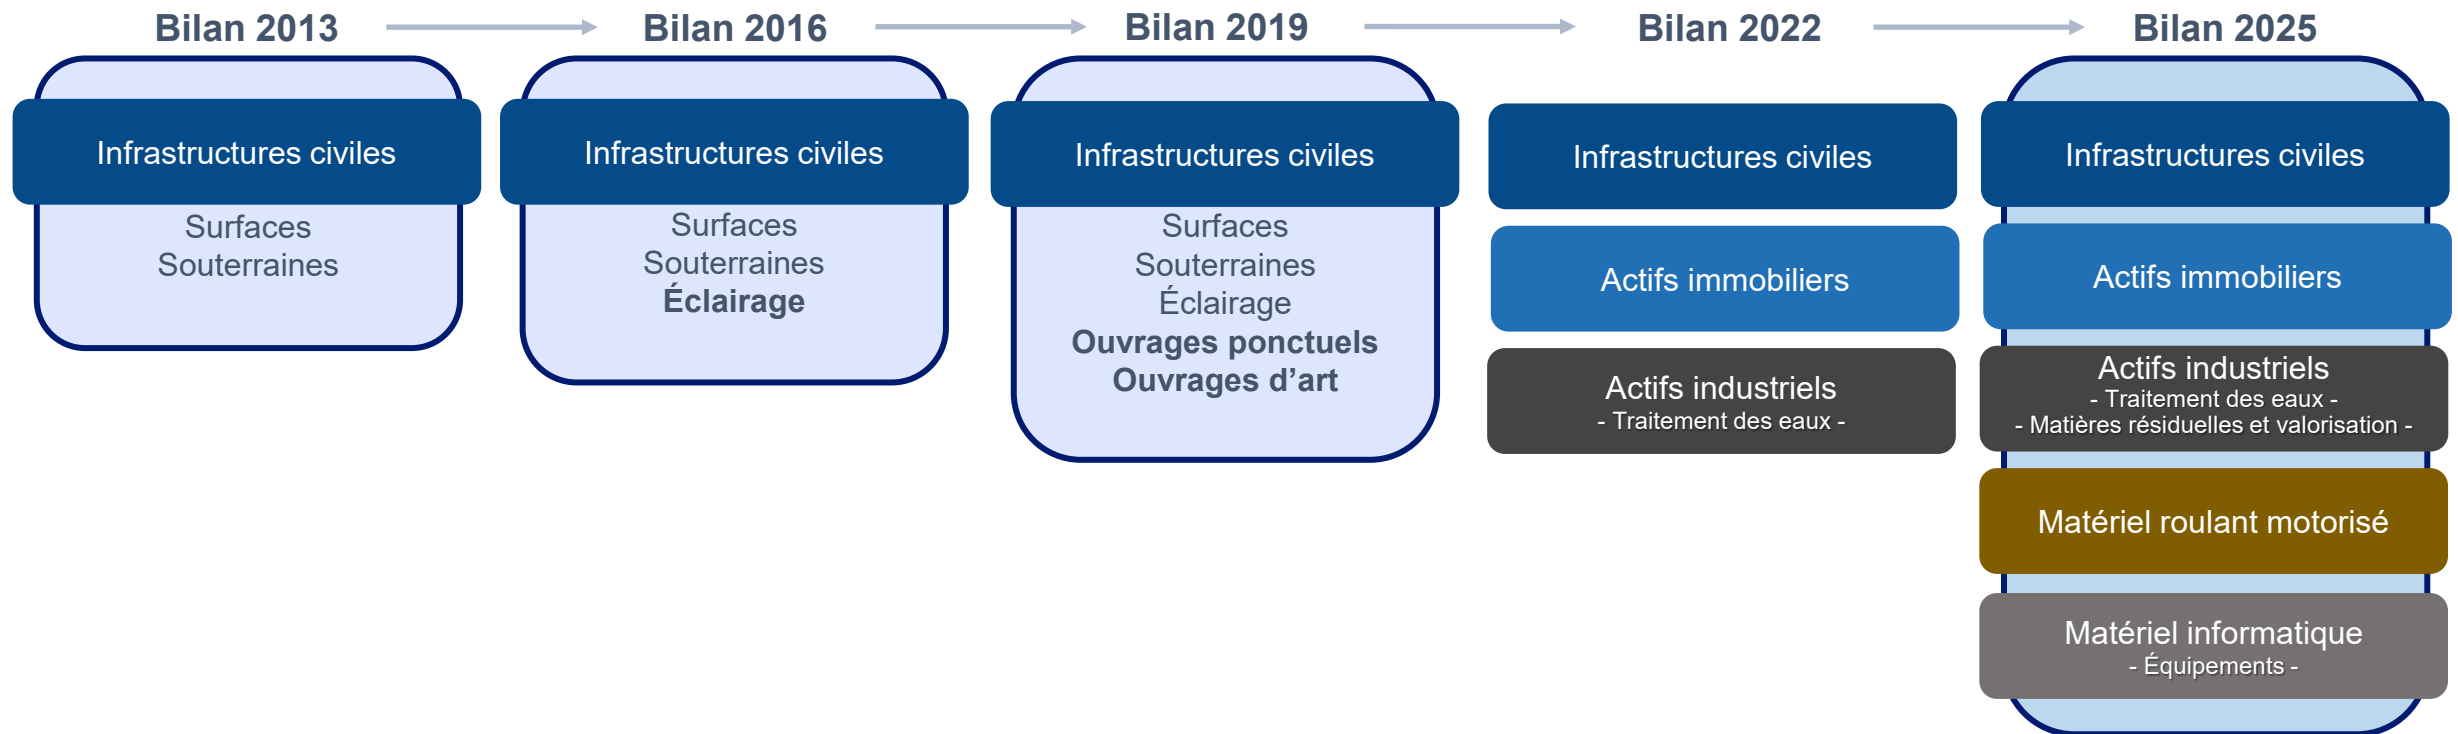 Bilan 2013
Infrastructures civiles
Surfaces
Souterraines
Bilan 2016
Infrastructures civiles
Surfaces
Souterraines
Éclairage
Bilan 2019
Infrastructures civiles
Surfaces
Souterraines
Éclairage
Ouvrages ponctuels
Ouvrages d’art
Bilan 2022
Infrastructures civiles
Actifs immobiliers
Actifs industriels
- Traitement des eaux -
Bilan 2025
Infrastructures civiles
Actifs immobiliers
Actifs industriels
- Traitement des eaux -
- Matières résiduelles et valorisation -
Matériel roulant motorisé
Matériel informatique
- Équipements -